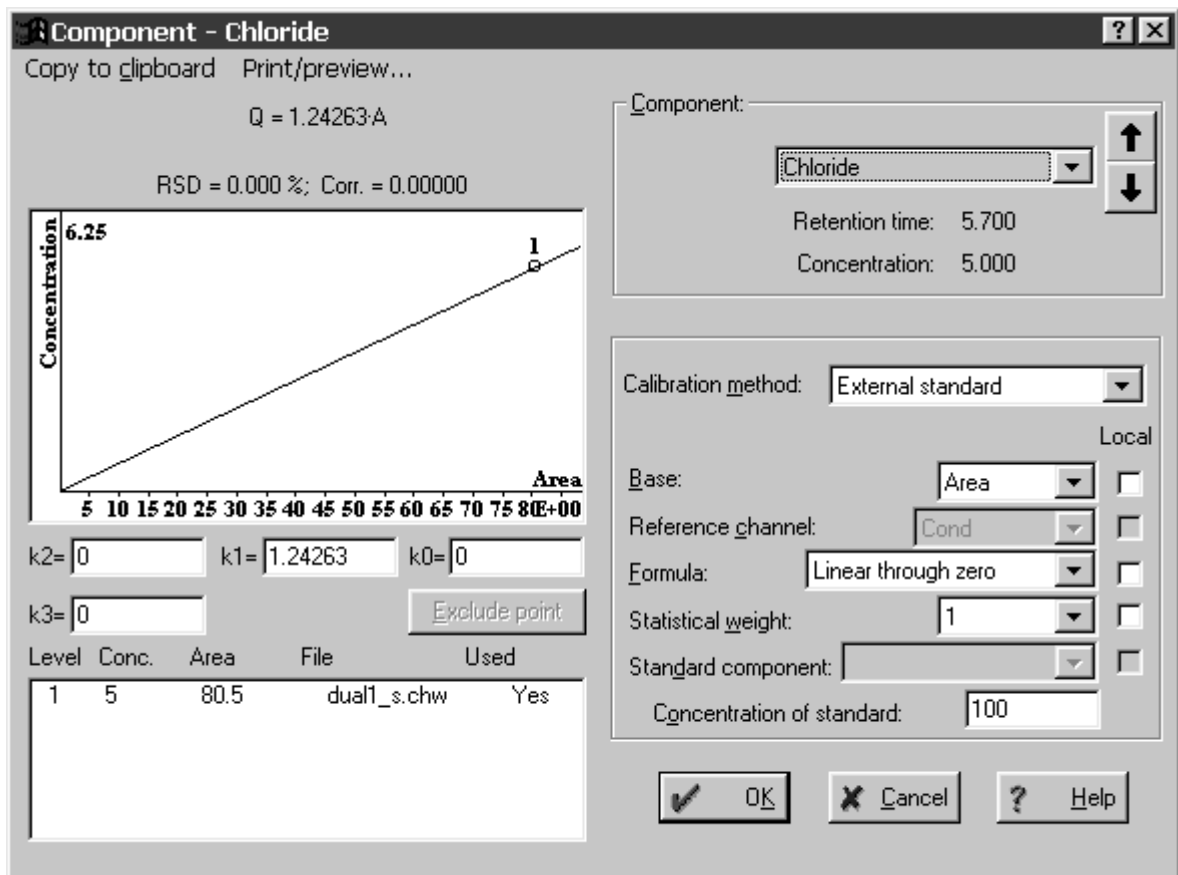 Component - Chloride
Copy to clipboard Print/preview...
Q = 1.24263·A
RSD = 0.000 %; Corr. = 0.00000
Concentration
6.25
1
Area
5 10 15 20 25 30 35 40 45 50 55 60 65 70 75 80E+00
k2= 0 k1= 1.24263 k0= 0
k3= 0 Exclude point
Level Conc. Area File Used
1 5 80.5 dual1_s.chw Yes
Component:
Chloride
Retention time: 5.700
Concentration: 5.000
Calibration method: External standard
Local
Base: Area
Reference channel: Cond
Formula: Linear through zero
Statistical weight: 1
Standard component:
Concentration of standard: 100
OK Cancel ? Help